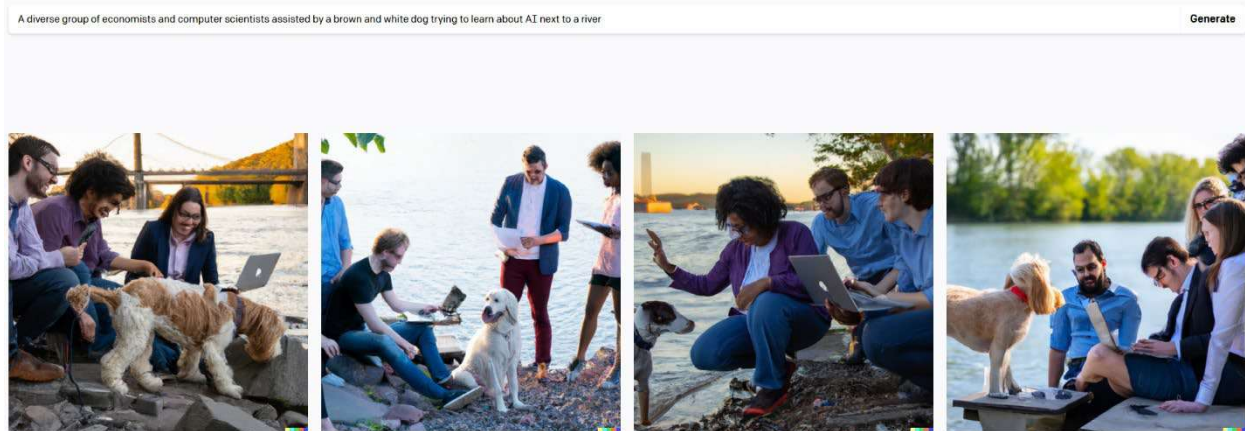 A diverse group of economists and computer scientists assisted by a brown and white dog trying to learn about AI next to a river
Generate